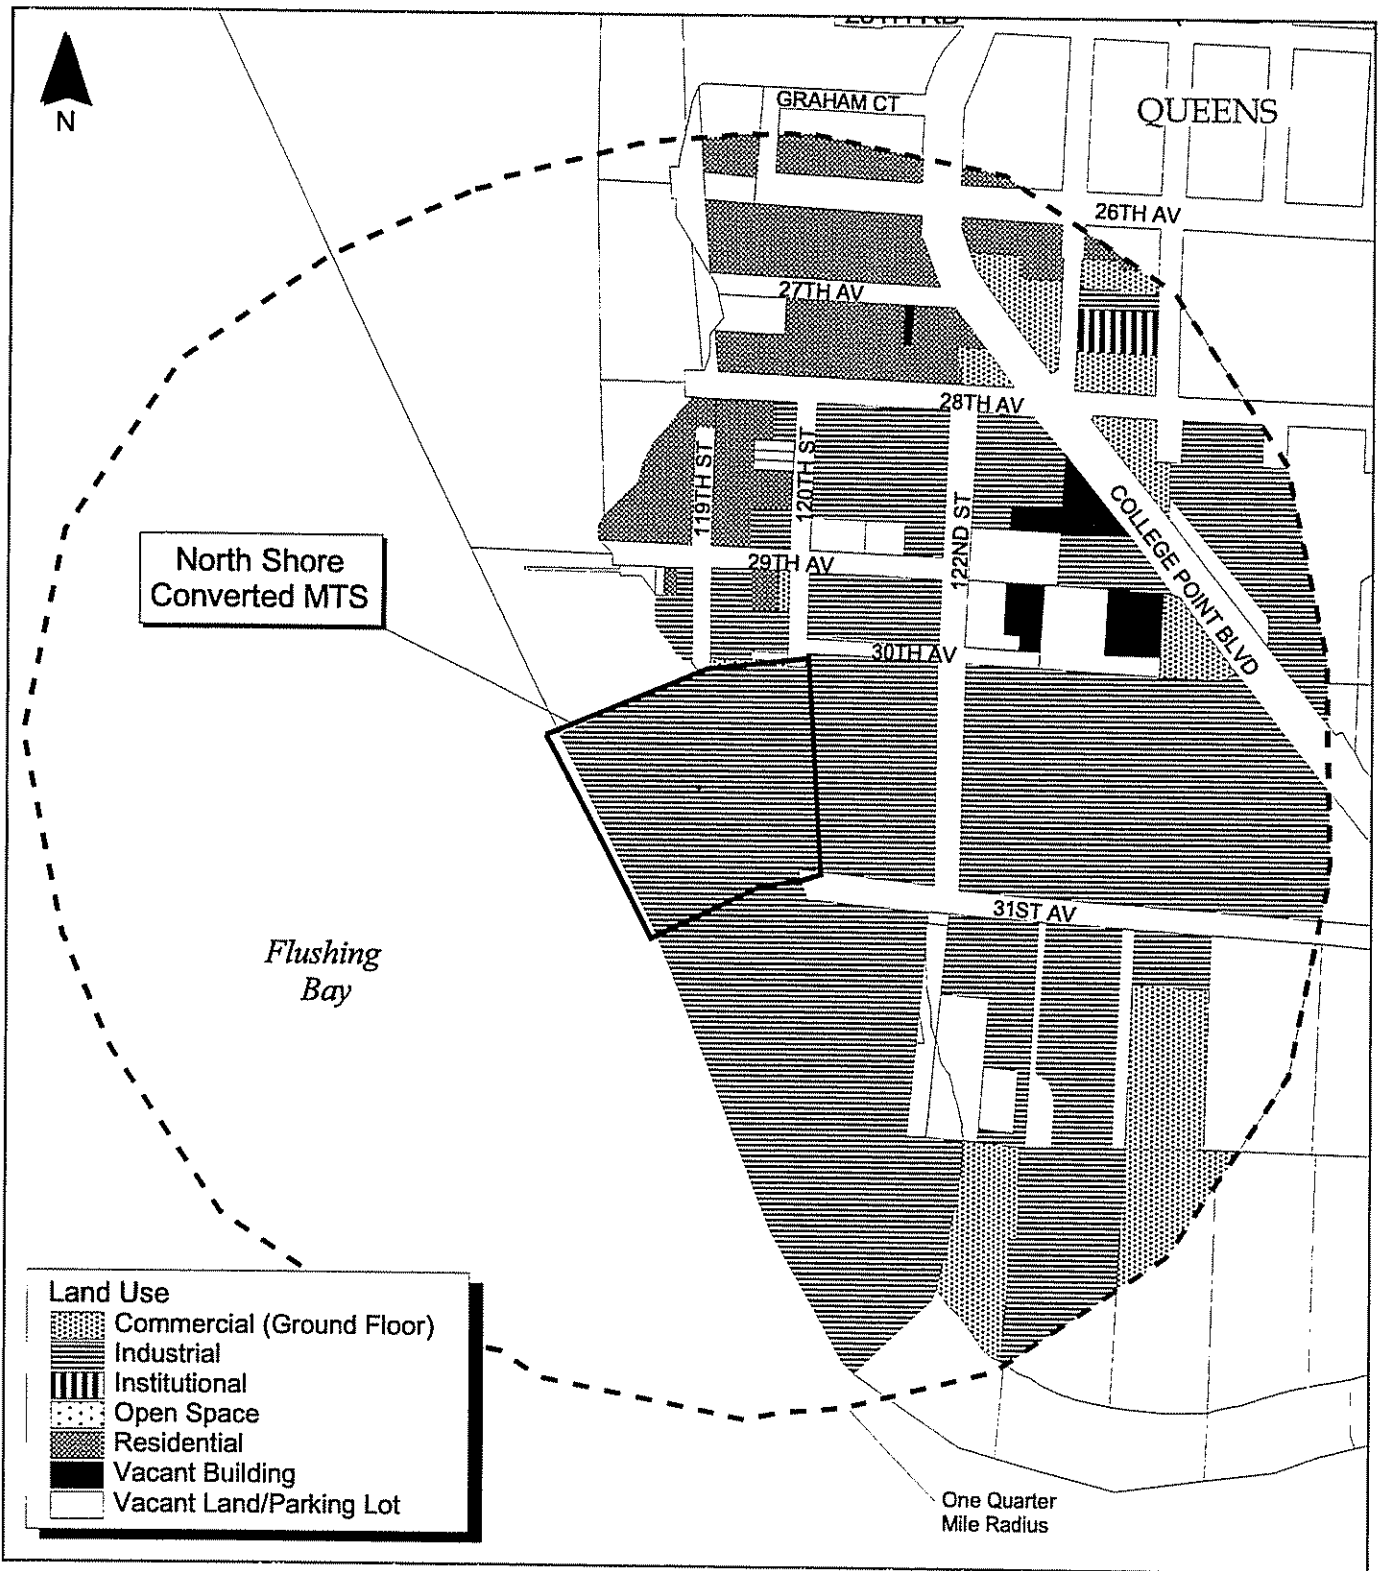 N
QUEENS
GRAHAM CT
26TH AV
27TH AV
28TH AV
119TH ST
120TH ST
122ND ST
COLLEGE POINT BLVD
29TH AV
North Shore
Converted MTS
30TH AV
31ST AV
Flushing
Bay
Land Use
Commercial (Ground Floor)
Industrial
Institutional
Open Space
Residential
Vacant Building
Vacant Land/Parking Lot
One Quarter
Mile Radius